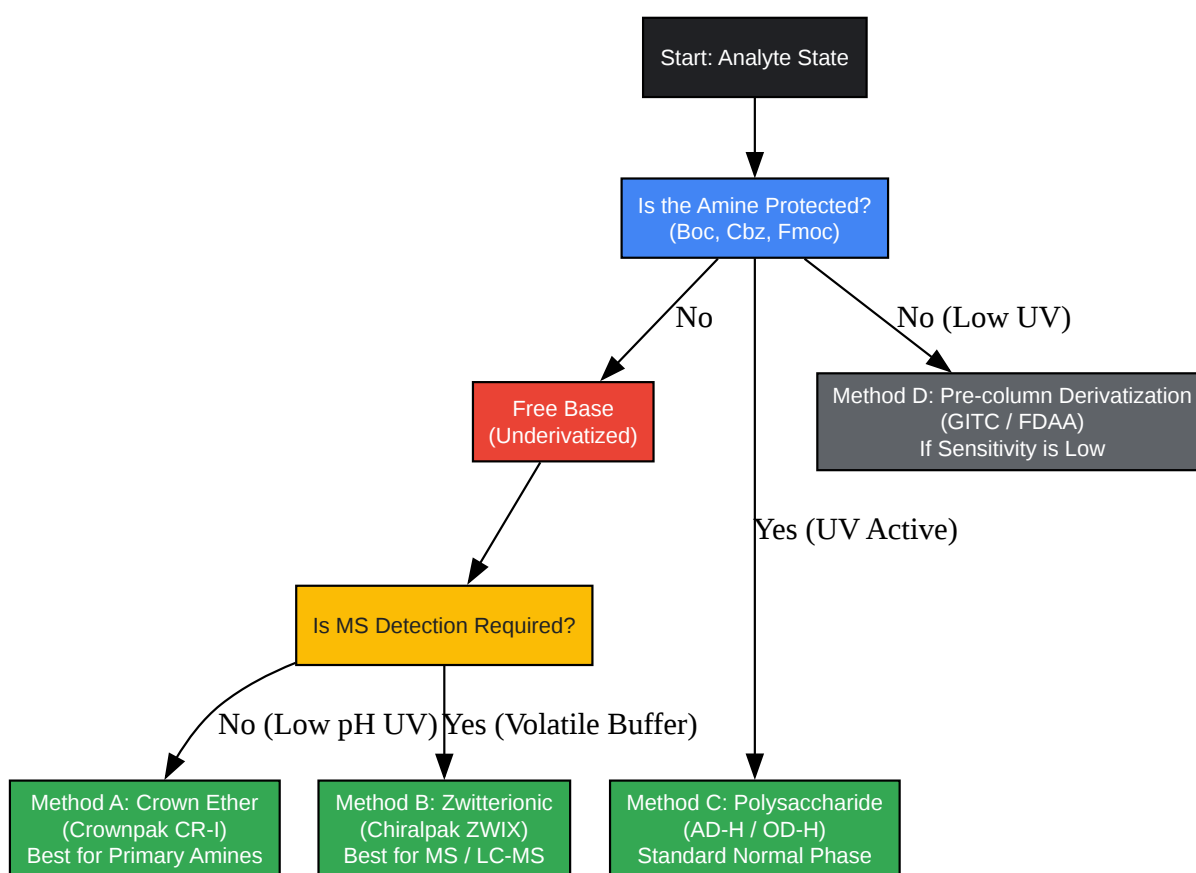 Start: Analyte State
Is the Amine Protected?
(Boc, Cbz, Fmoc)
No
No (Low UV)
Free Base
(Underivatized)
Method D: Pre-column Derivatization
(GITC / FDAA)
If Sensitivity is Low
Yes (UV Active)
Is MS Detection Required?
No (Low pH UV)
Yes (Volatile Buffer)
Method A: Crown Ether
(Crownpak CR-I)
Best for Primary Amines
Method B: Zwitterionic
(Chiralpak ZWIX)
Best for MS / LC-MS
Method C: Polysaccharide
(AD-H / OD-H)
Standard Normal Phase